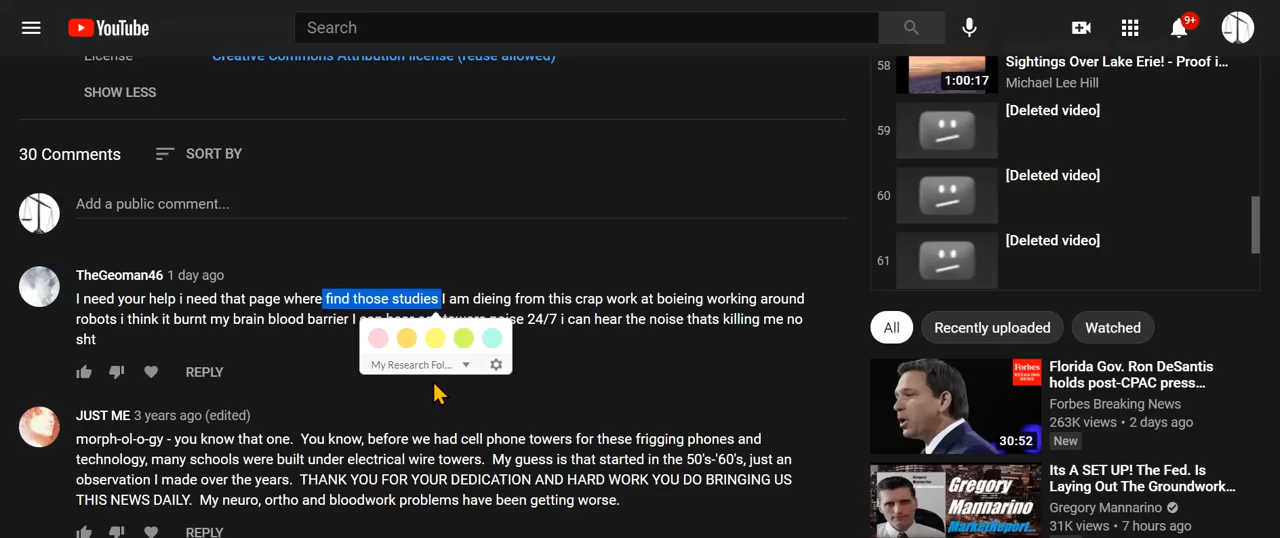 YouTube
Search
9+
License Creative Commons Attribution license (reuse allowed)
SHOW LESS
30 Comments SORT BY
Add a public comment...
TheGeoman46 1 day ago
I need your help i need that page where find those studies I am dieing from this crap work at boieing working around
robots i think it burnt my brain blood barrier I can hear noise 24/7 i can hear the noise thats killing me no
sht
My Research Fol...
REPLY
JUST ME 3 years ago (edited)
morph-ol-o-gy - you know that one. You know, before we had cell phone towers for these frigging phones and
technology, many schools were built under electrical wire towers. My guess is that started in the 50's-'60's, just an
observation I made over the years. THANK YOU FOR YOUR DEDICATION AND HARD WORK YOU DO BRINGING US
THIS NEWS DAILY. My neuro, ortho and bloodwork problems have been getting worse.
REPLY
58
1:00:17
Sightings Over Lake Erie! - Proof i...
Michael Lee Hill
59
[Deleted video]
60
[Deleted video]
61
[Deleted video]
All Recently uploaded Watched
Forbes
BREAKING
NEWS
30:52
Florida Gov. Ron DeSantis
holds post-CPAC press...
Forbes Breaking News
263K views • 2 days ago
New
Gregory
Mannarino
MarketReport
Its A SET UP! The Fed. Is
Laying Out The Groundwork...
Gregory Mannarino
31K views • 7 hours ago